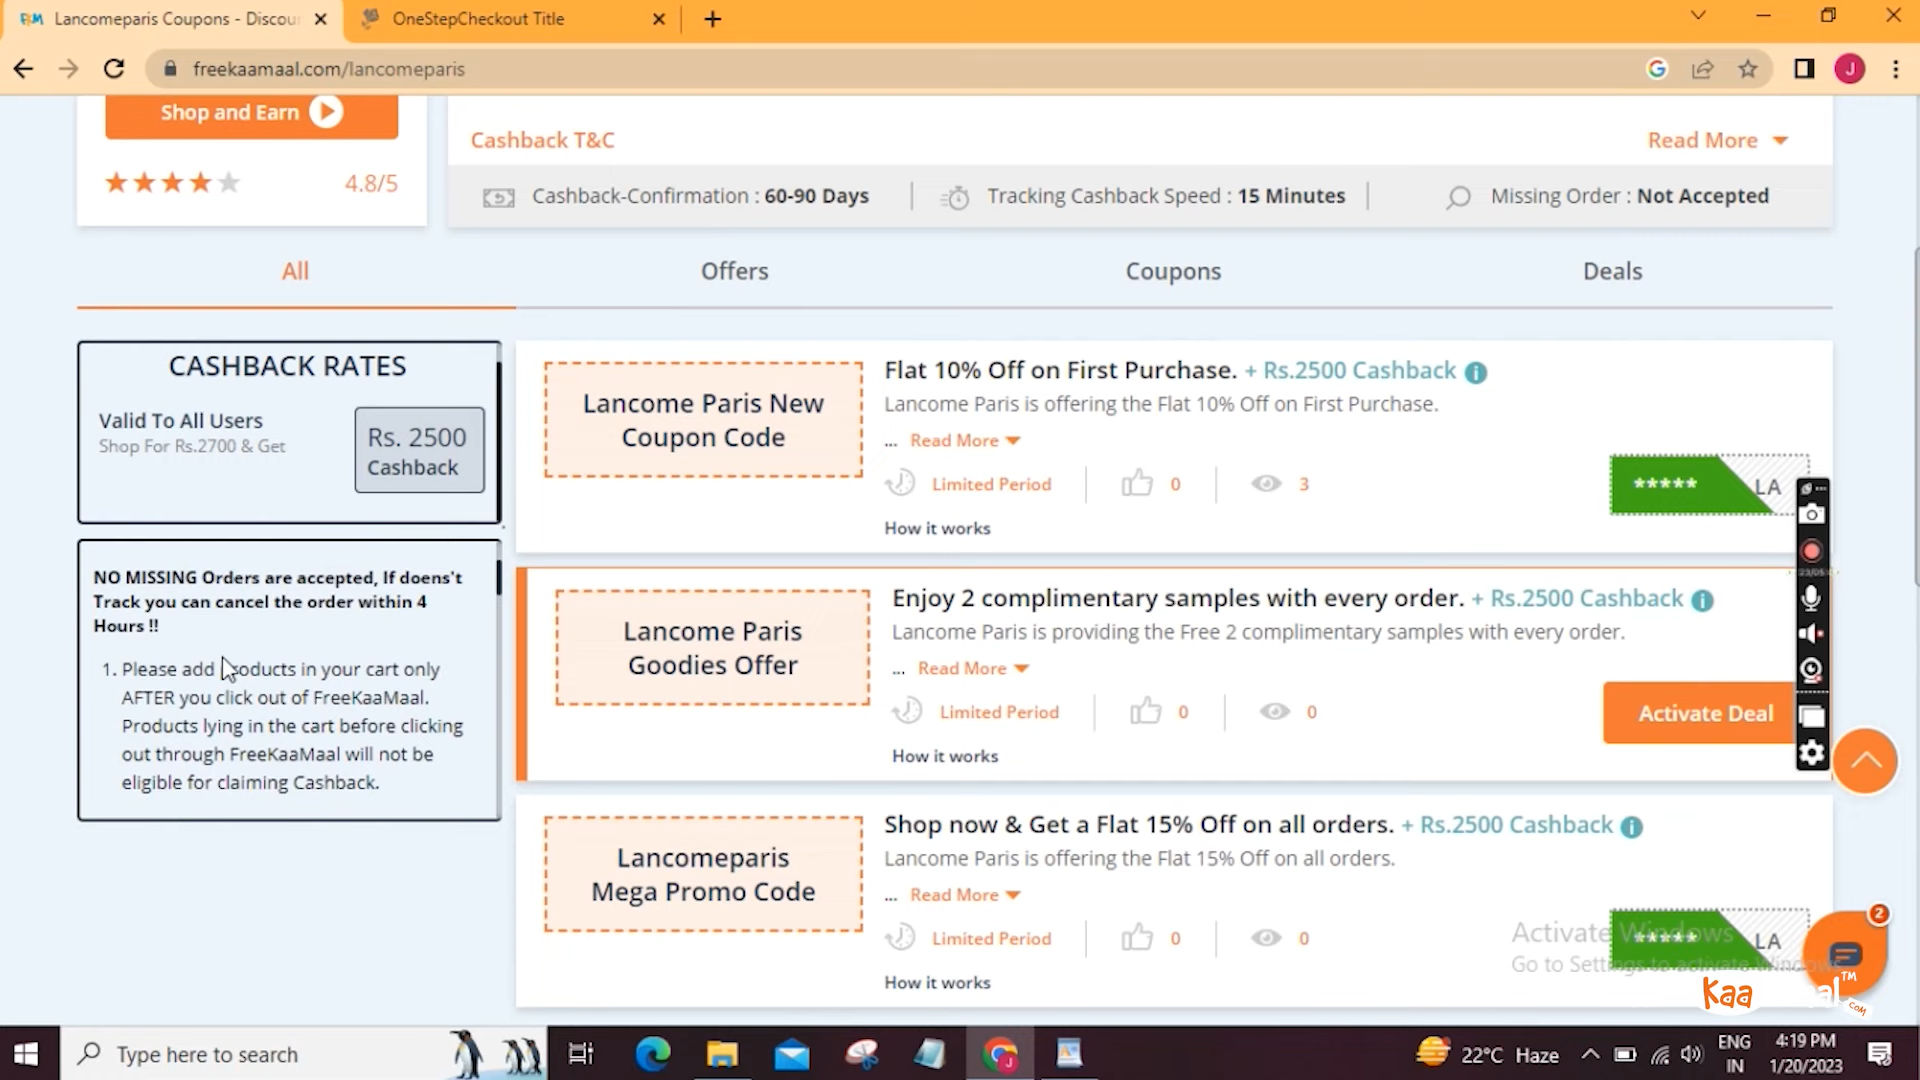 Lancomeparis Coupons - Discou
OneStepCheckout Title
freekaamaal.com/lancomeparis
J
Shop and Earn
4.8/5
Cashback T&C
Read More
Cashback-Confirmation : 60-90 Days
Tracking Cashback Speed : 15 Minutes
Missing Order : Not Accepted
All
Offers
Coupons
Deals
CASHBACK RATES
Valid To All Users
Shop For Rs.2700 & Get
Rs. 2500
Cashback
NO MISSING Orders are accepted, If doens't
Track you can cancel the order within 4
Hours !!
1. Please add products in your cart only
AFTER you click out of FreeKaaMaal.
Products lying in the cart before clicking
out through FreeKaaMaal will not be
eligible for claiming Cashback.
Lancome Paris New
Coupon Code
Flat 10% Off on First Purchase. + Rs.2500 Cashback
Lancome Paris is offering the Flat 10% Off on First Purchase.
... Read More
Limited Period
0
3
How it works
***** LA
Lancome Paris
Goodies Offer
Enjoy 2 complimentary samples with every order. + Rs.2500 Cashback
Lancome Paris is providing the Free 2 complimentary samples with every order.
... Read More
Limited Period
0
0
How it works
Activate Deal
Lancomeparis
Mega Promo Code
Shop now & Get a Flat 15% Off on all orders. + Rs.2500 Cashback
Lancome Paris is offering the Flat 15% Off on all orders.
... Read More
Limited Period
0
0
How it works
***** LA
2
Activate Windows
Go to Settings to activate Windows
Type here to search
22°C Haze
ENG
IN
4:19 PM
1/20/2023